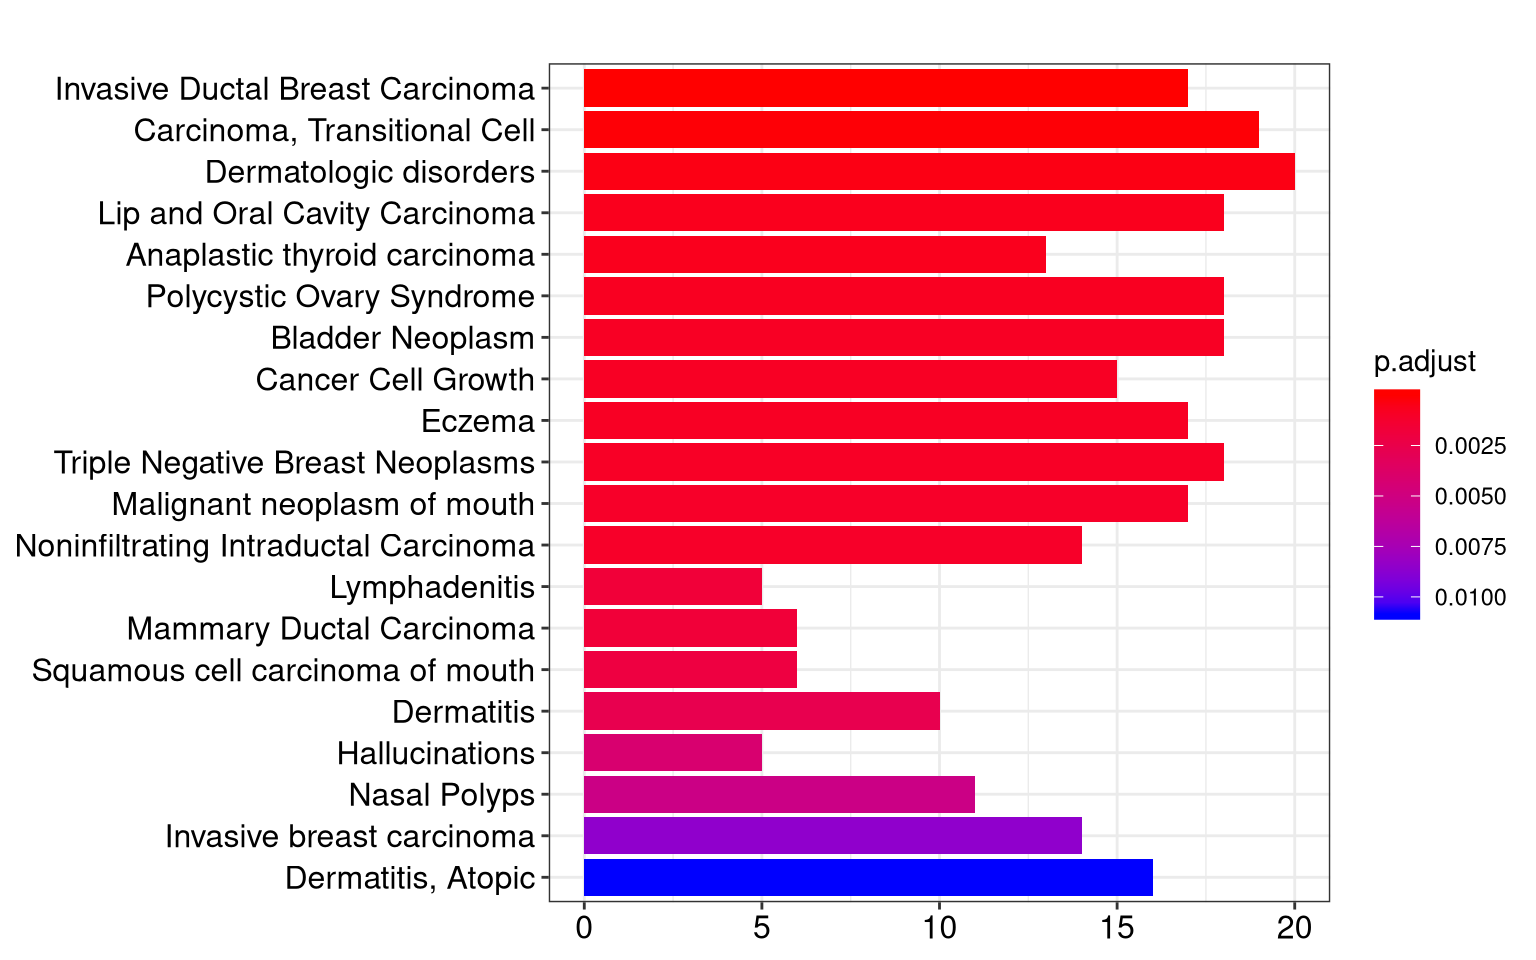 Invasive Ductal Breast Carcinoma
Carcinoma, Transitional Cell
Dermatologic disorders
Lip and Oral Cavity Carcinoma
Anaplastic thyroid carcinoma
Polycystic Ovary Syndrome
Bladder Neoplasm
Cancer Cell Growth
Eczema
Triple Negative Breast Neoplasms
Malignant neoplasm of mouth
Noninfiltrating Intraductal Carcinoma
Lymphadenitis
Mammary Ductal Carcinoma
Squamous cell carcinoma of mouth
Dermatitis
Hallucinations
Nasal Polyps
Invasive breast carcinoma
Dermatitis, Atopic
0 5 10 15 20
p.adjust
0.0025
0.0050
0.0075
0.0100